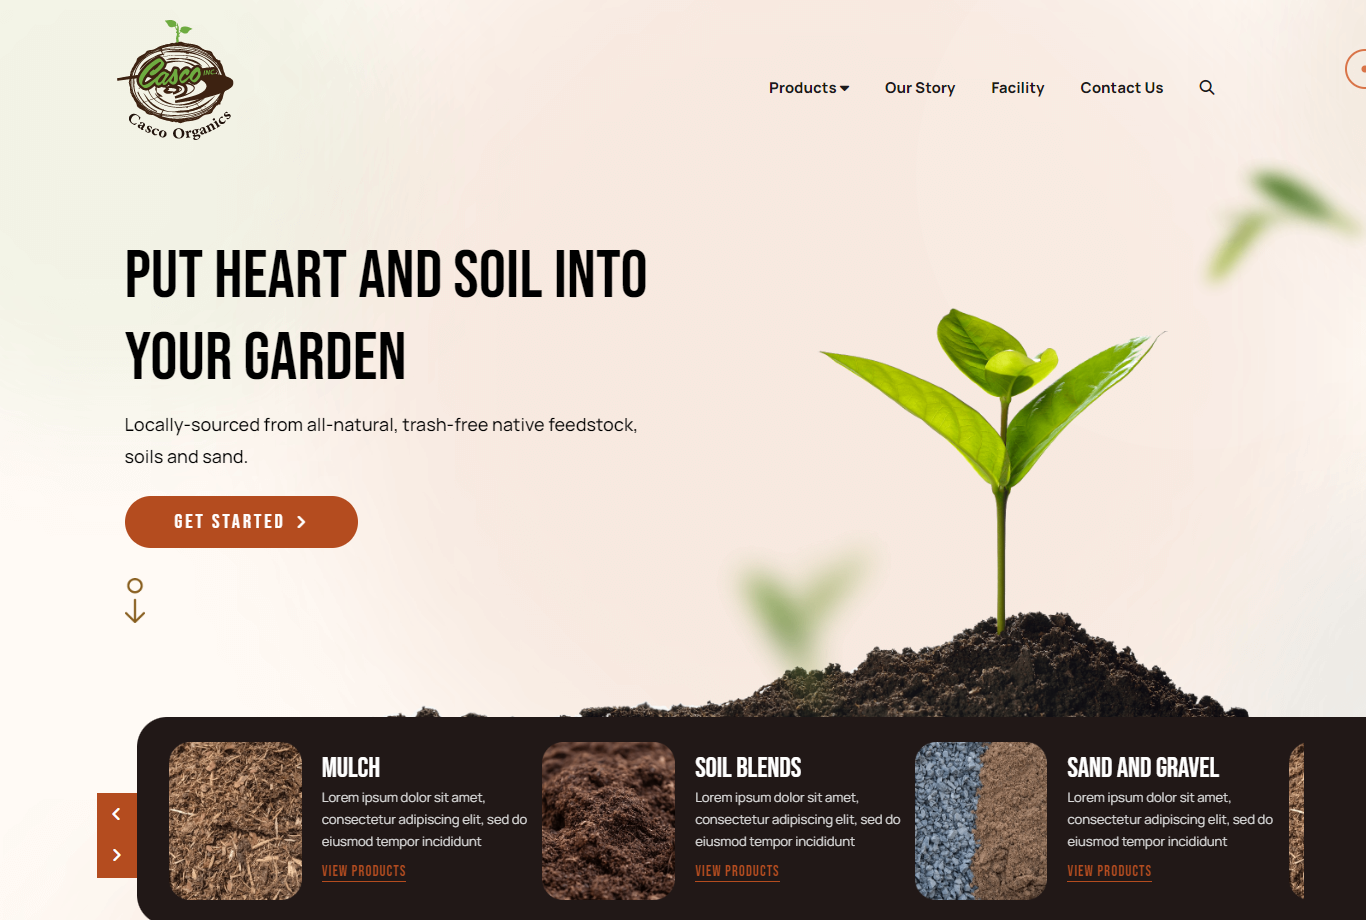 Casco INC.
Casco Organics
Products
Our Story
Facility
Contact Us
PUT HEART AND SOIL INTO
YOUR GARDEN
Locally-sourced from all-natural, trash-free native feedstock,
soils and sand.
GET STARTED
MULCH
Lorem ipsum dolor sit amet,
consectetur adipiscing elit, sed do
eiusmod tempor incididunt
VIEW PRODUCTS
SOIL BLENDS
Lorem ipsum dolor sit amet,
consectetur adipiscing elit, sed do
eiusmod tempor incididunt
VIEW PRODUCTS
SAND AND GRAVEL
Lorem ipsum dolor sit amet,
consectetur adipiscing elit, sed do
eiusmod tempor incididunt
VIEW PRODUCTS